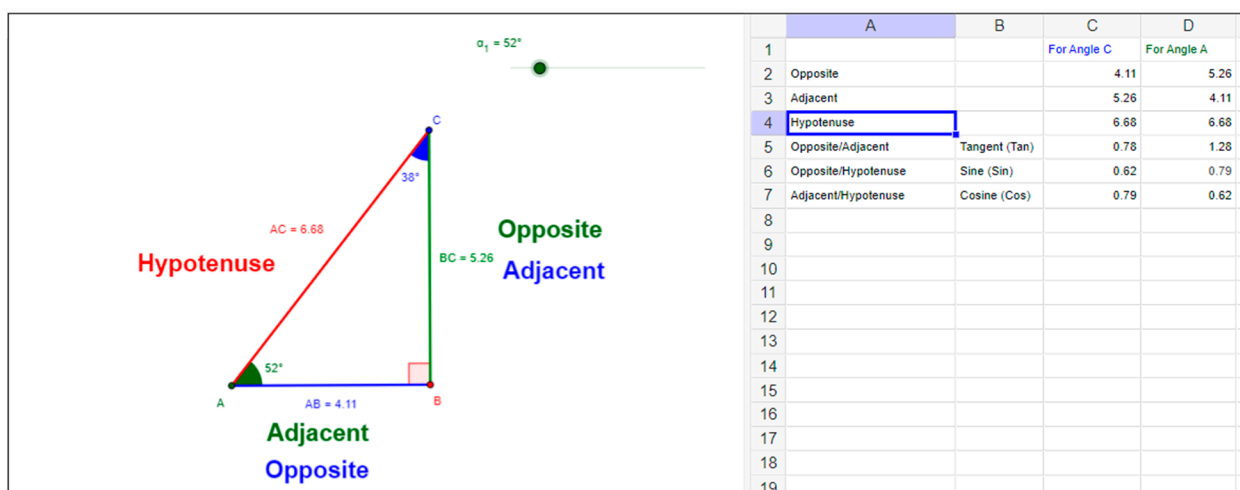 α1 = 52°
C
38°
AC = 6.68
Hypotenuse
Opposite
BC = 5.26
Adjacent
52°
A
AB = 4.11
B
Adjacent
Opposite
A B C D
1 For Angle C For Angle A
2 Opposite 4.11 5.26
3 Adjacent 5.26 4.11
4 Hypotenuse 6.68 6.68
5 Opposite/Adjacent Tangent (Tan) 0.78 1.28
6 Opposite/Hypotenuse Sine (Sin) 0.62 0.79
7 Adjacent/Hypotenuse Cosine (Cos) 0.79 0.62
8
9
10
11
12
13
14
15
16
17
18
19